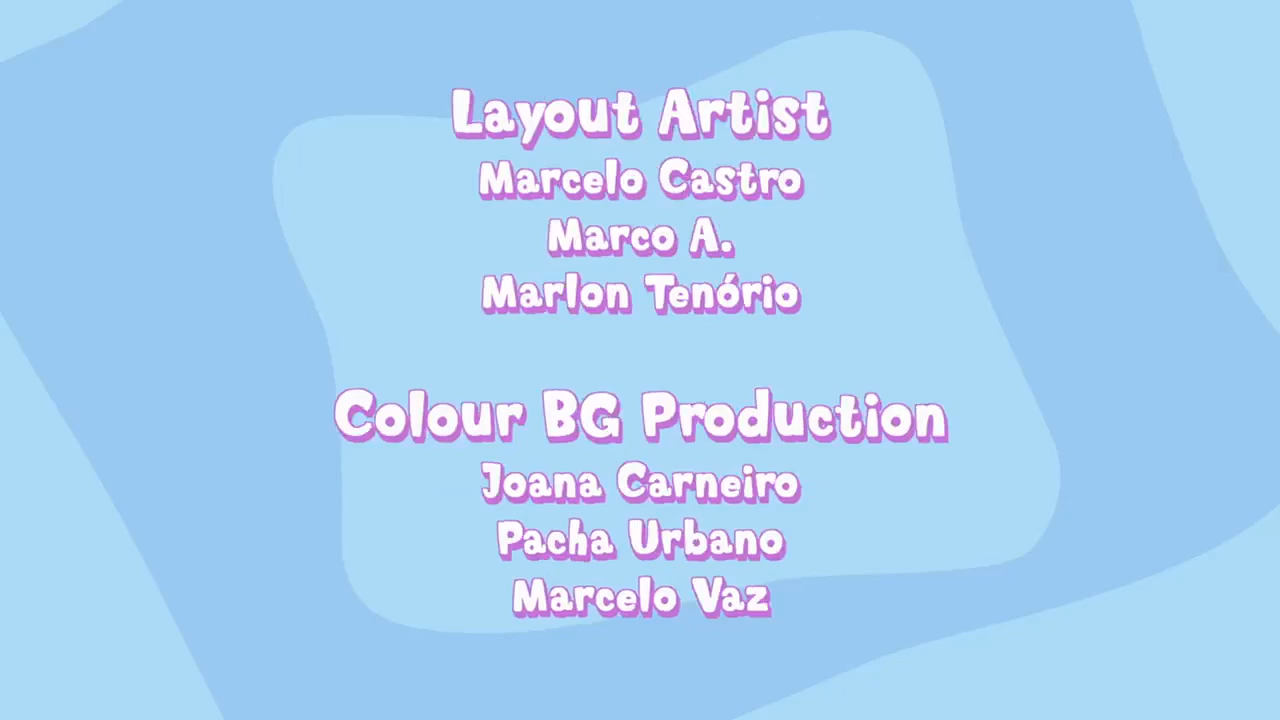 Layout Artist
Marcelo Castro
Marco A.
Marlon Tenório
Colour BG Production
Joana Carneiro
Pacha Urbano
Marcelo Vaz